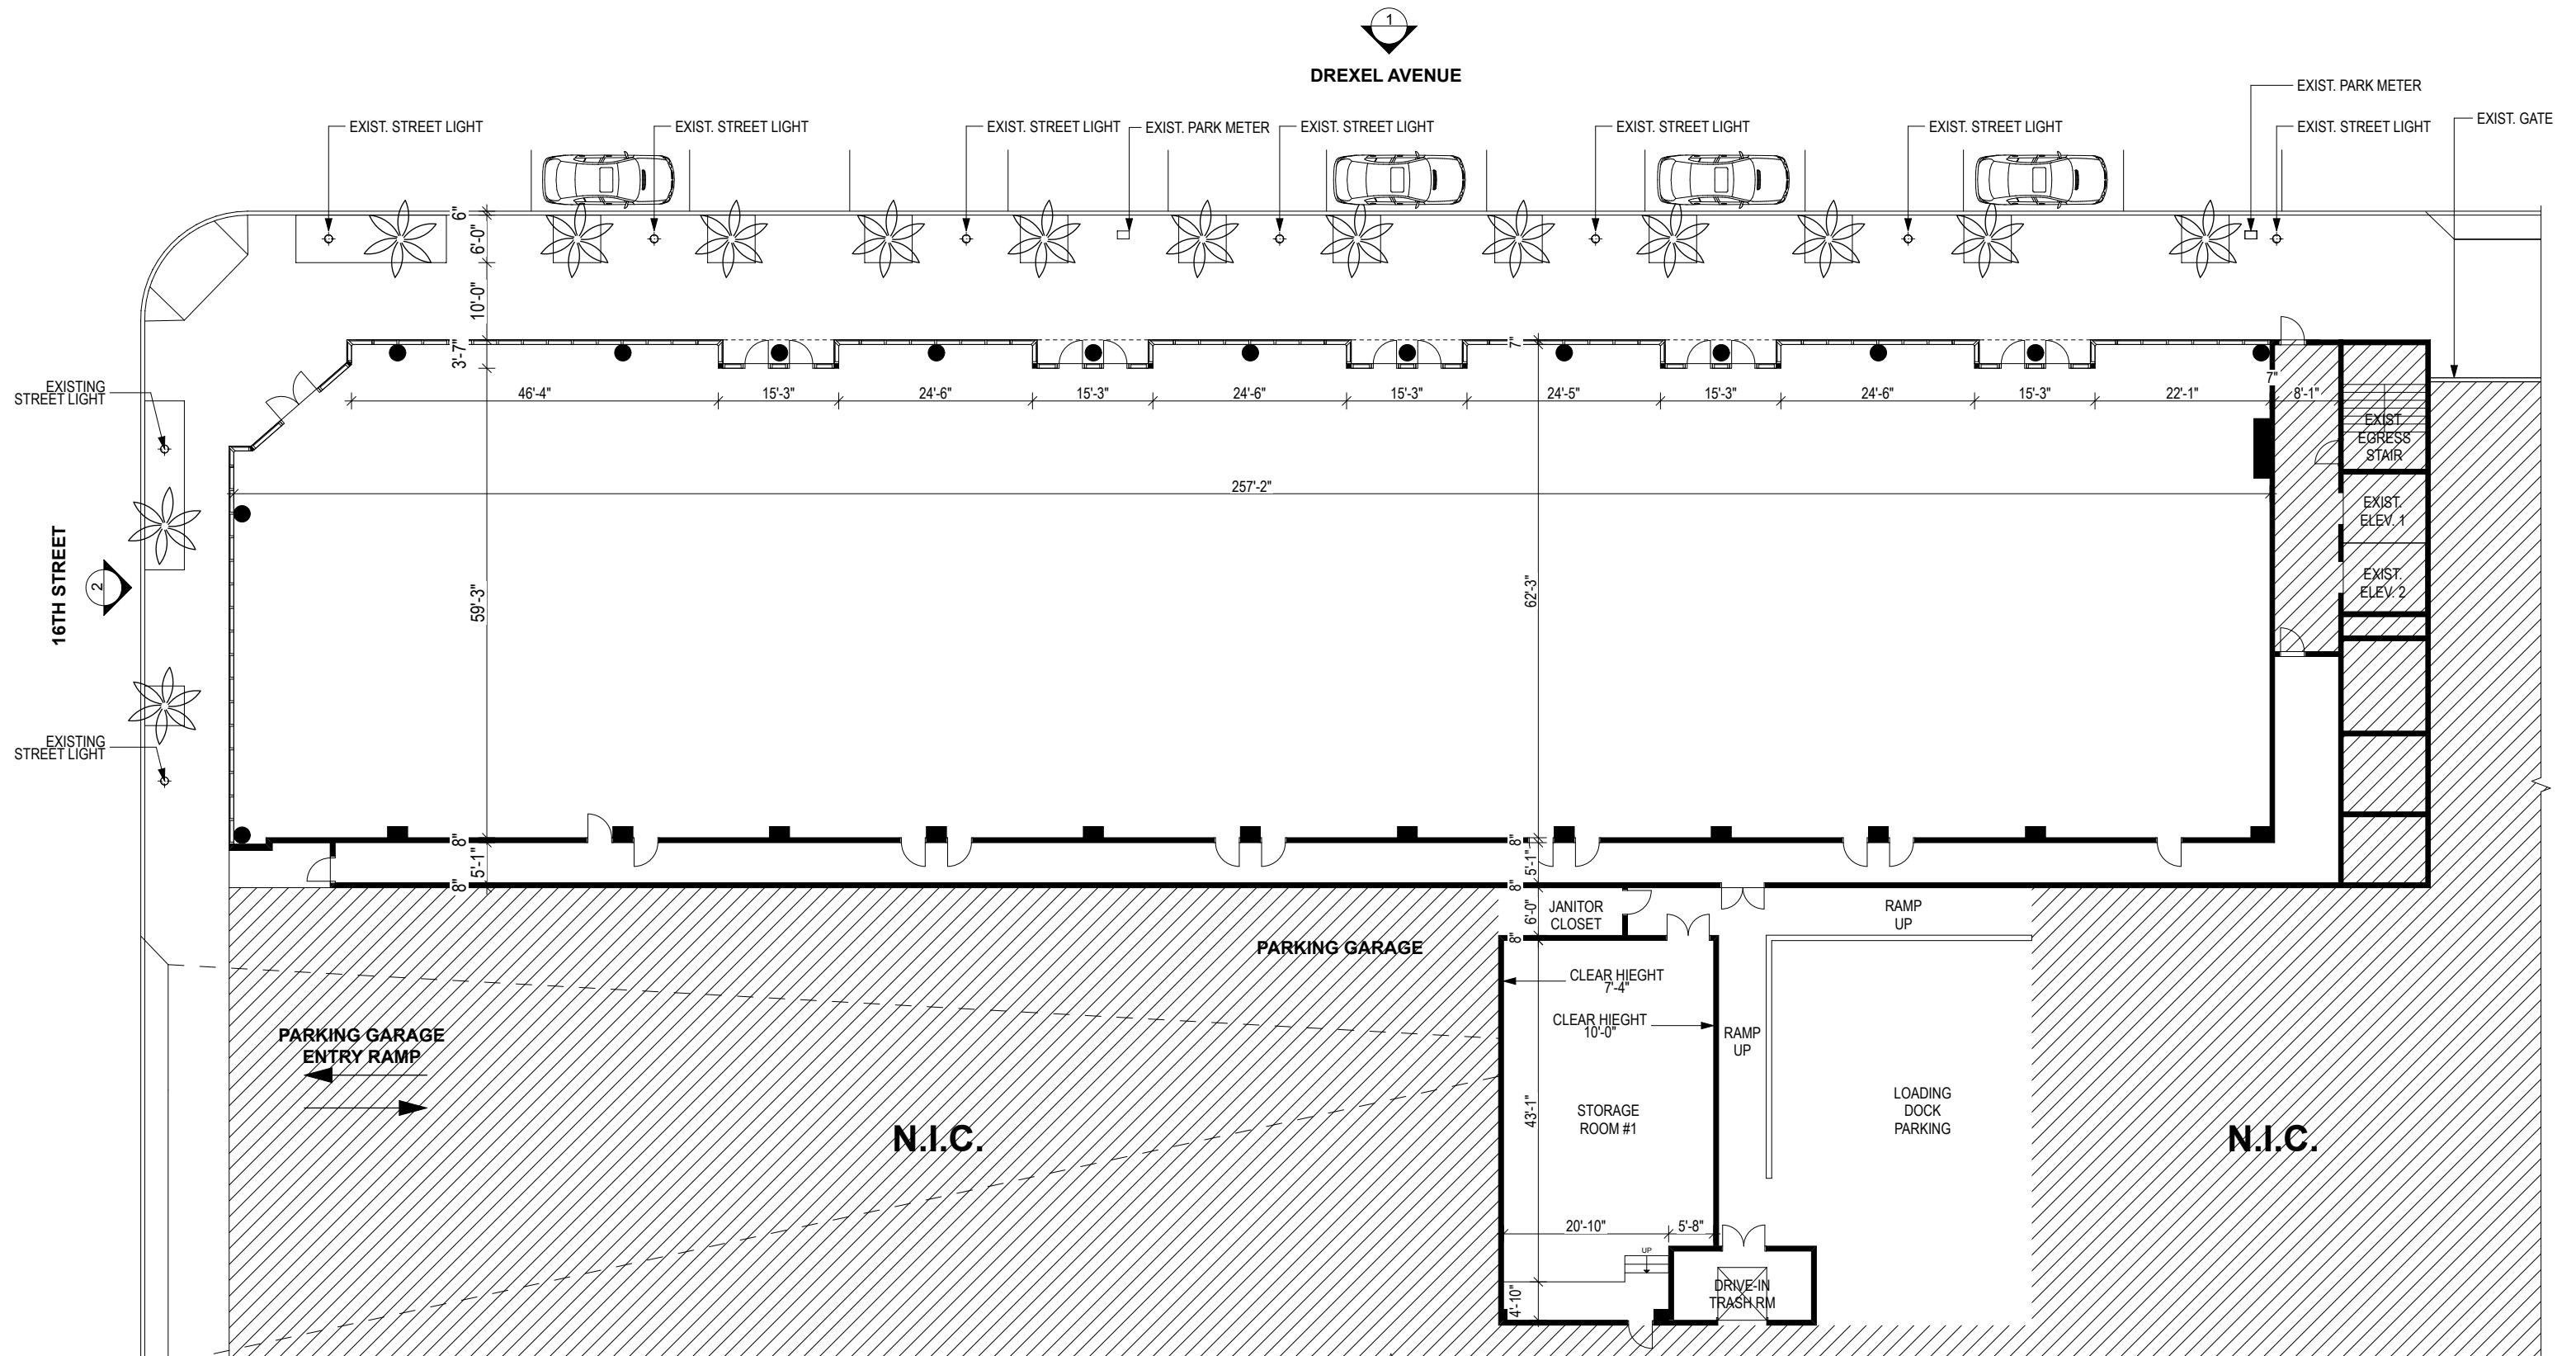 1
DREXEL AVENUE
EXIST. PARK METER
EXIST. GATE
EXIST. STREET LIGHT
EXIST. STREET LIGHT
EXIST. STREET LIGHT
EXIST. PARK METER
EXIST. STREET LIGHT
EXIST. STREET LIGHT
EXIST. STREET LIGHT
EXIST. STREET LIGHT
6"
6'-0"
10'-0"
3'-7"
7"
EXISTING
STREET LIGHT
46'-4"
15'-3"
24'-6"
15'-3"
24'-6"
15'-3"
24'-5"
15'-3"
24'-6"
15'-3"
22'-1"
7"
8'-1"
EXIST.
EGRESS
STAIR
257'-2"
EXIST.
ELEV. 1
EXIST.
ELEV. 2
16TH STREET
2
59'-3"
62'-3"
EXISTING
STREET LIGHT
8"
5'-1"
8"
8"
5'-1"
8"
6'-0"
8"
JANITOR
CLOSET
RAMP
UP
PARKING GARAGE
CLEAR HIEGHT
7'-4"
CLEAR HIEGHT
10'-0"
RAMP
UP
PARKING GARAGE
ENTRY RAMP
N.I.C.
43'-1"
STORAGE
ROOM #1
LOADING
DOCK
PARKING
N.I.C.
20'-10"
5'-8"
UP
4'-10"
DRIVE-IN
TRASH RM